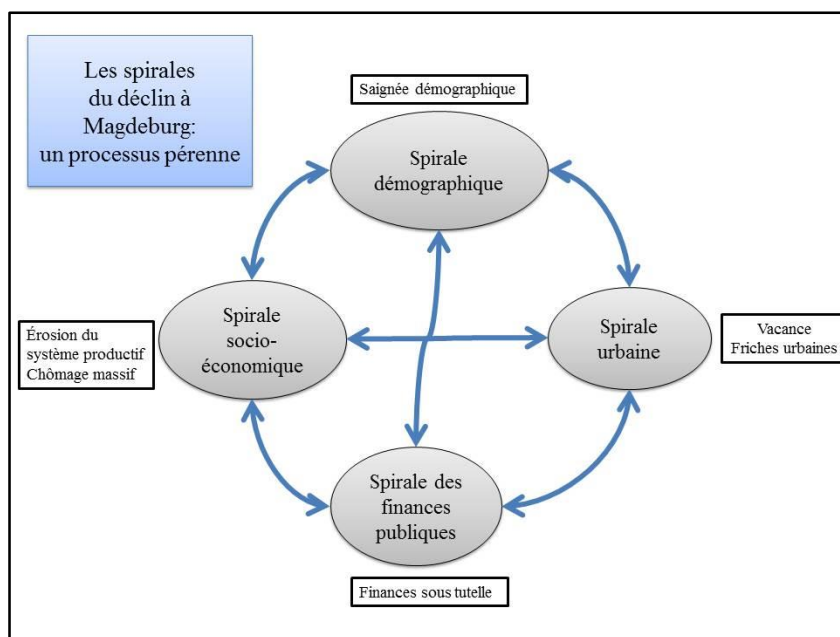 Les spirales
du déclin à
Magdeburg:
un processus pérenne
Saignée démographique
Spirale
démographique
Spirale
socio-
économique
Érosion du
système productif
Chômage massif
Spirale
urbaine
Vacance
Friches urbaines
Spirale des
finances
publiques
Finances sous tutelle